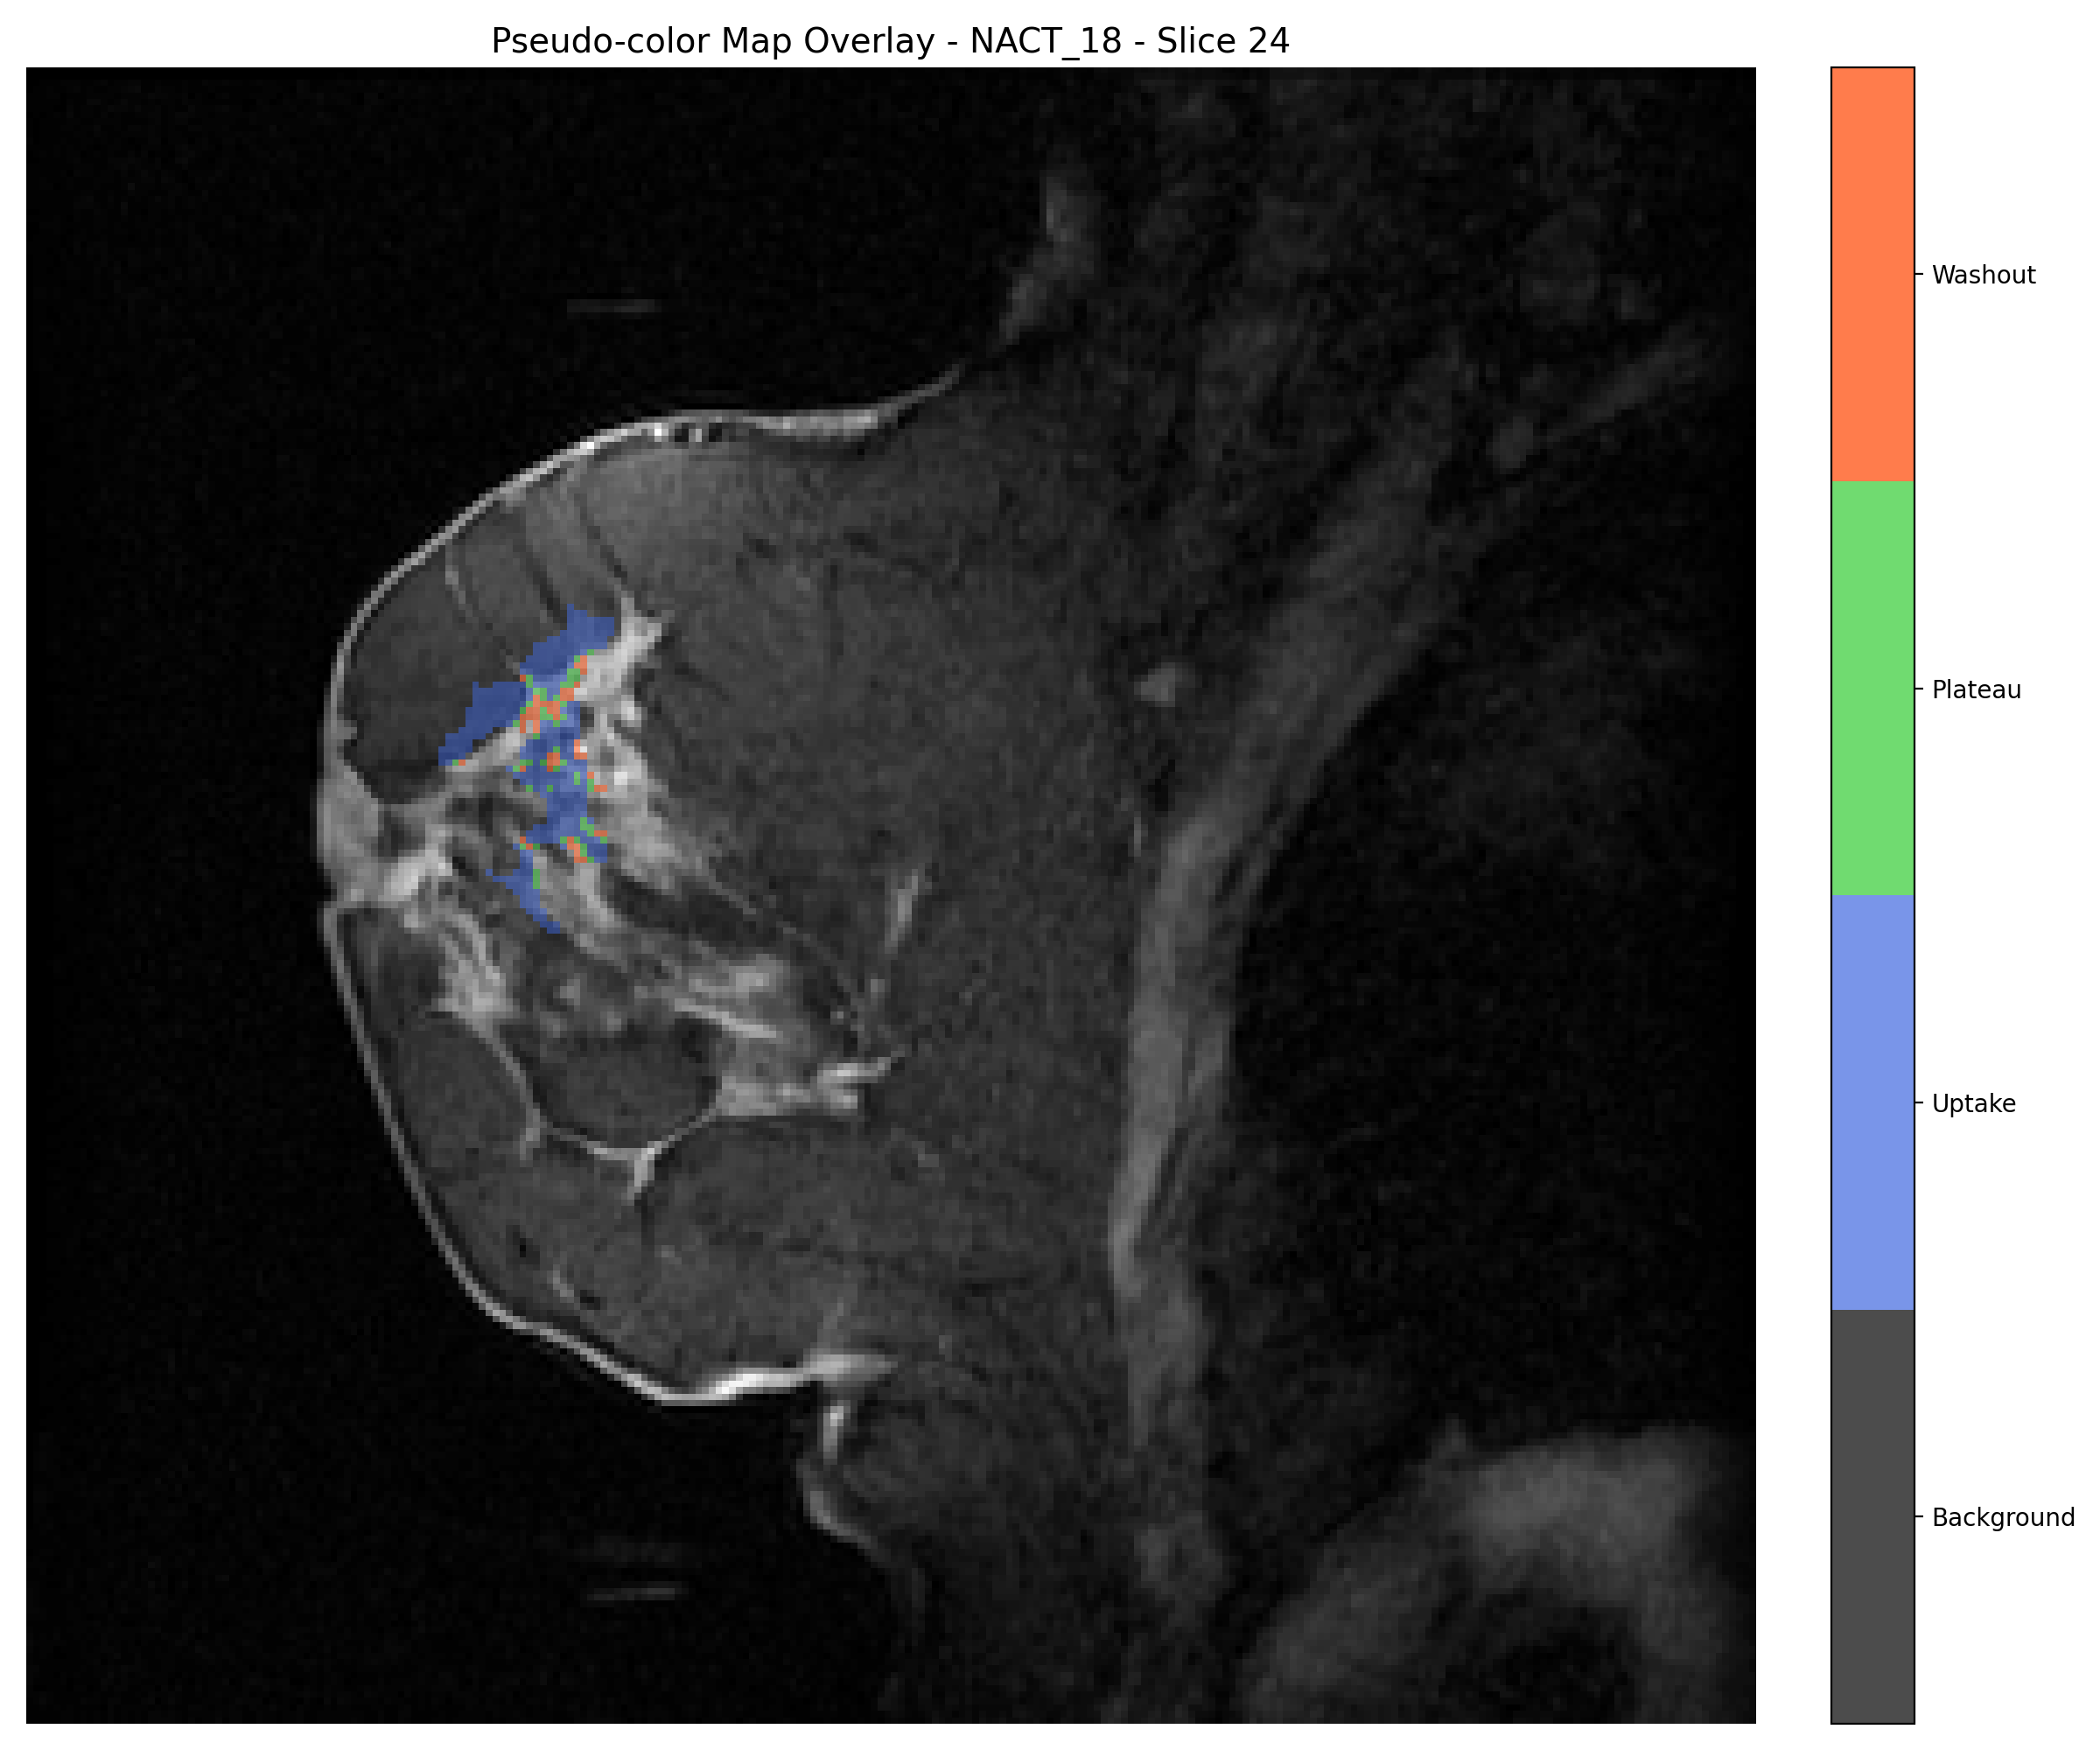 Pseudo-color Map Overlay - NACT_18 - Slice 24
Washout
Plateau
Uptake
Background